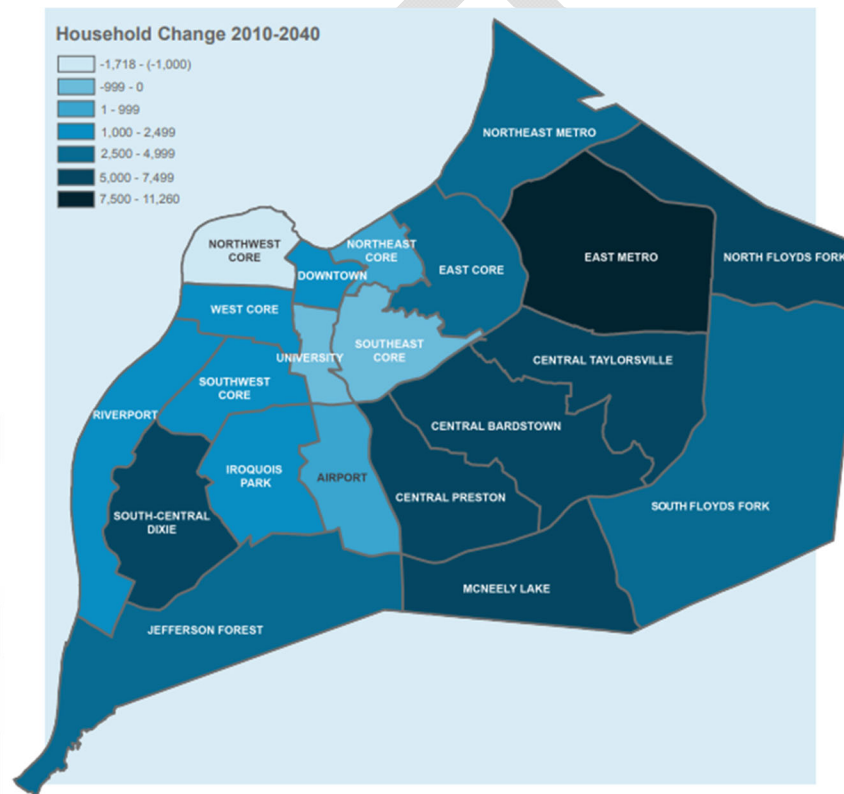 Household Change 2010-2040
-1,718 - (-1,000)
-999 - 0
1 - 999
1,000 - 2,499
2,500 - 4,999
5,000 - 7,499
7,500 - 11,260
NORTHEAST METRO
NORTHWEST
CORE
NORTHEAST
CORE
DOWNTOWN
EAST CORE
EAST METRO
NORTH FLOYDS FORK
WEST CORE
UNIVERSITY
SOUTHEAST
CORE
CENTRAL TAYLORSVILLE
SOUTHWEST
CORE
RIVERPORT
CENTRAL BARDSTOWN
IROQUOIS
PARK
AIRPORT
CENTRAL PRESTON
SOUTH FLOYDS FORK
SOUTH-CENTRAL
DIXIE
MCNEELY LAKE
JEFFERSON FOREST